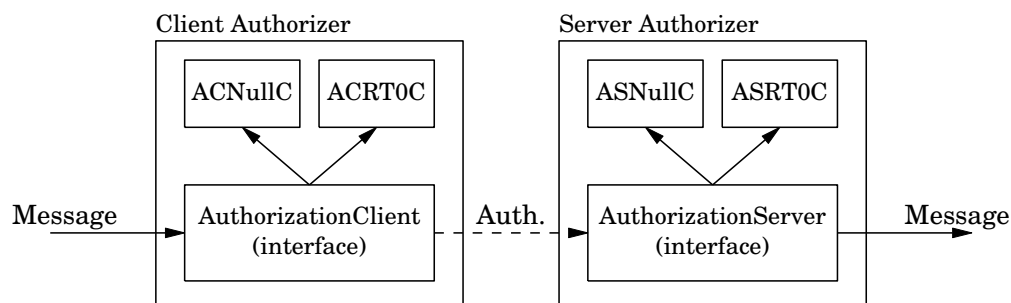 Client Authorizer
Server Authorizer
ACNullC
ACRT0C
ASNullC
ASRT0C
Message
AuthorizationClient
(interface)
Auth.
AuthorizationServer
(interface)
Message